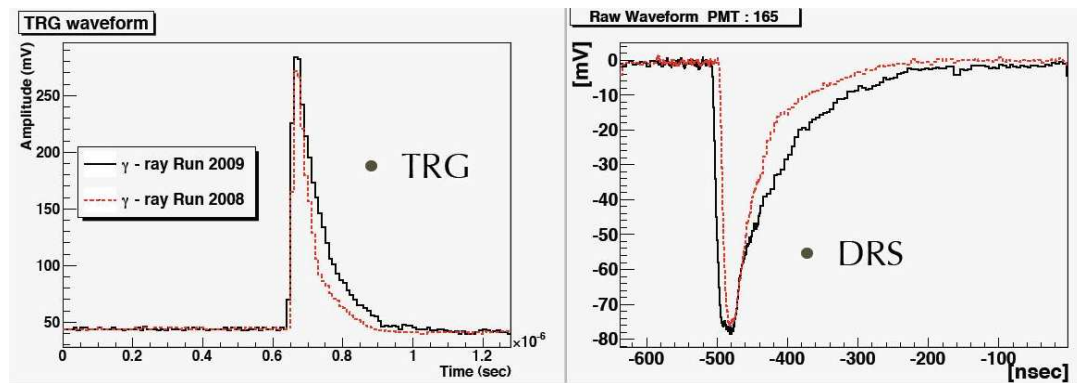 TRG waveform
Amplitude (mV)
250
200
150
100
50
γ - ray Run 2009
γ - ray Run 2008
• TRG
0 0.2 0.4 0.6 0.8 1 1.2
×10⁻⁶
Time (sec)
Raw Waveform PMT : 165
[mV]
0
-10
-20
-30
-40
-50
-60
-70
-80
• DRS
-600 -500 -400 -300 -200 -100
[nsec]